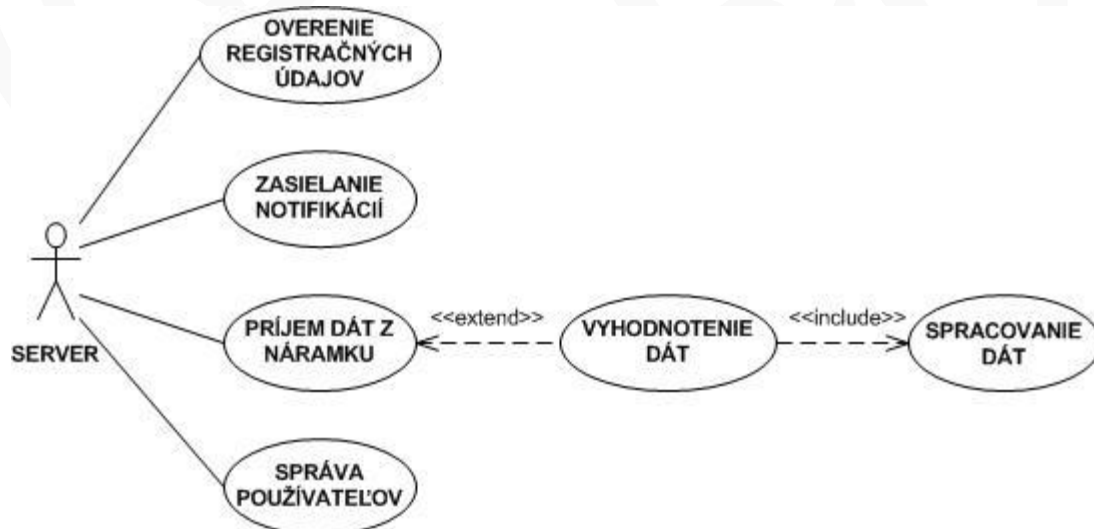 OVERENIE
REGISTRAČNÝCH
ÚDAJOV
ZASIELANIE
NOTIFIKÁCIÍ
SERVER
PRÍJEM DÁT Z
NÁRAMKU
<<extend>>
VYHODNOTENIE
DÁT
<<include>>
SPRACOVANIE
DÁT
SPRÁVA
POUŽÍVATEĽOV